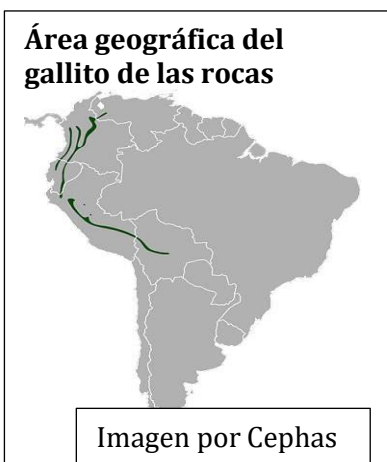 Área geográfica del
gallito de las rocas
Imagen por Cephas